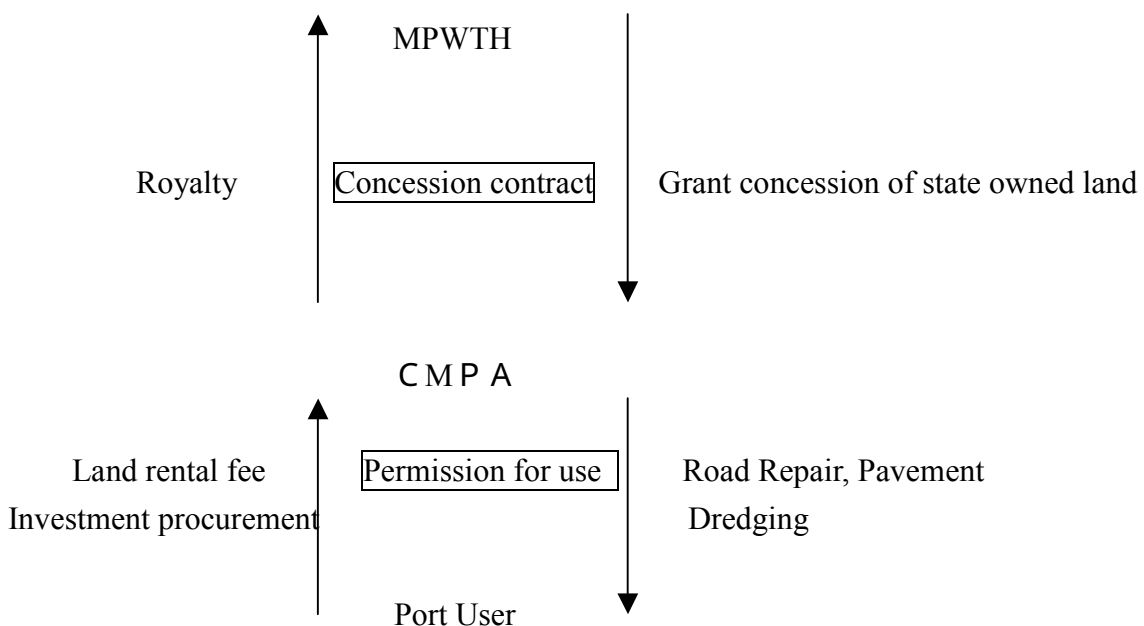 MPWTH
Royalty Concession contract Grant concession of state owned land
CMPA
Land rental fee Permission for use Road Repair, Pavement
Investment procurement Dredging
Port User